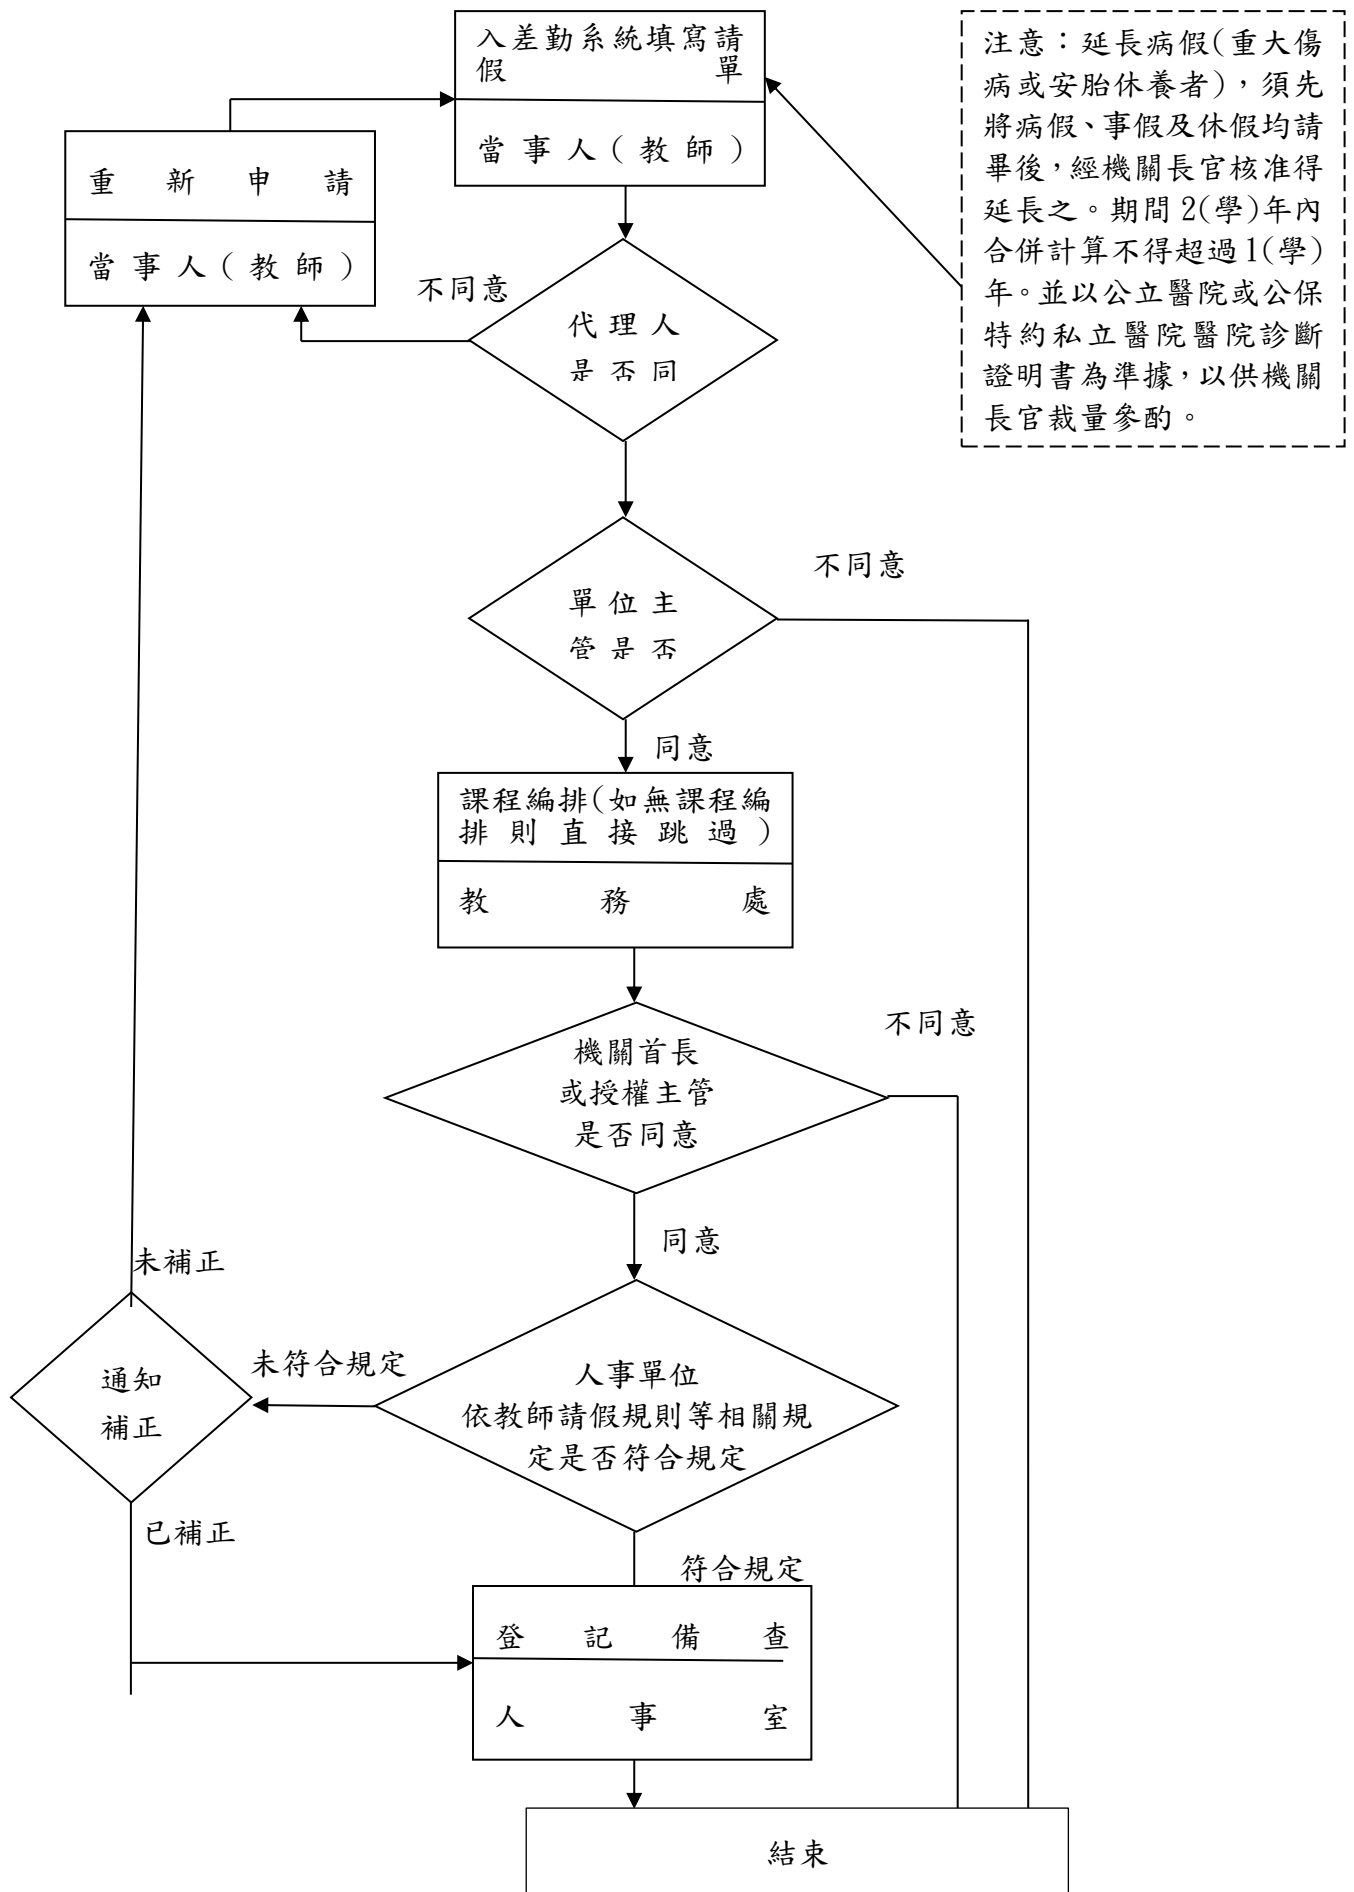 入差勤系統填寫請
假單
當事人(教師)
注意：延長病假(重大傷
病或安胎休養者)，須先
將病假、事假及休假均請
畢後，經機關長官核准得
延長之。期間2(學)年內
合併計算不得超過1(學)
年。並以公立醫院或公保
特約私立醫院醫院診斷
證明書為準據，以供機關
長官裁量參酌。
重新申請
當事人(教師)
不同意
代理人
是否同
不同意
單位主
管是否
同意
課程編排(如無課程編
排則直接跳過)
教務處
不同意
機關首長
或授權主管
是否同意
同意
未補正
通知
補正
未符合規定
人事單位
依教師請假規則等相關規
定是否符合規定
已補正
符合規定
登記備查
人事室
結束